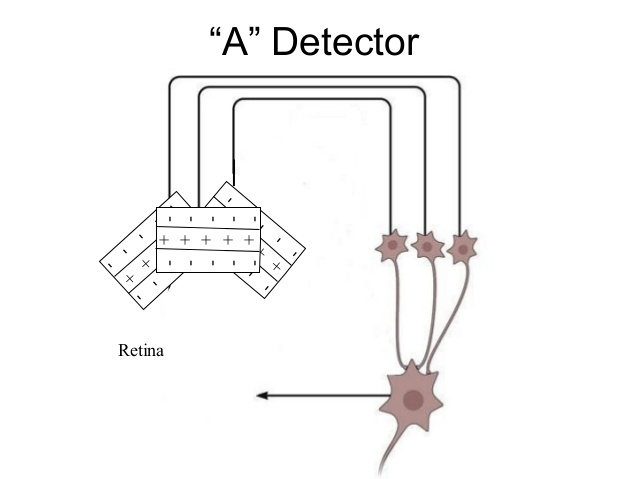 “A” Detector
- - - - -
+ + + + +
- - - - -
Retina